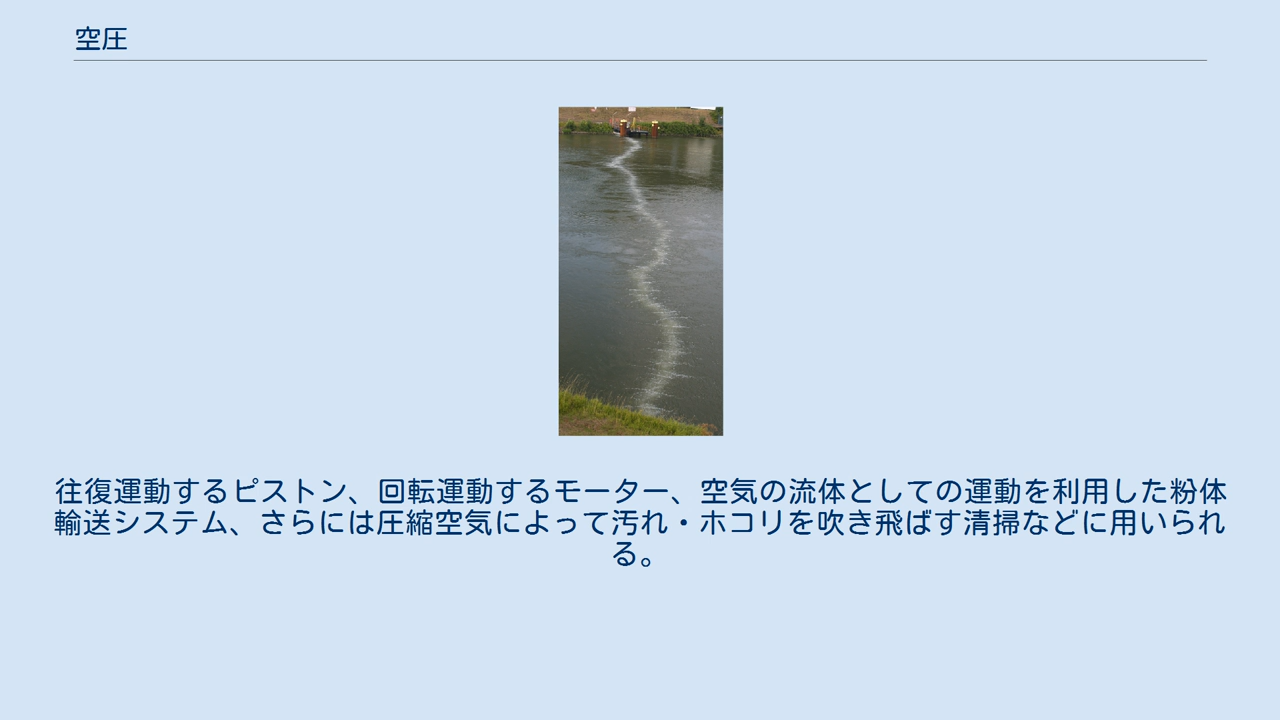 空圧
往復運動するピストン、回転運動するモーター、空気の流体としての運動を利用した粉体
輸送システム、さらには圧縮空気によって汚れ・ホコリを吹き飛ばす清掃などに用いられ
る。